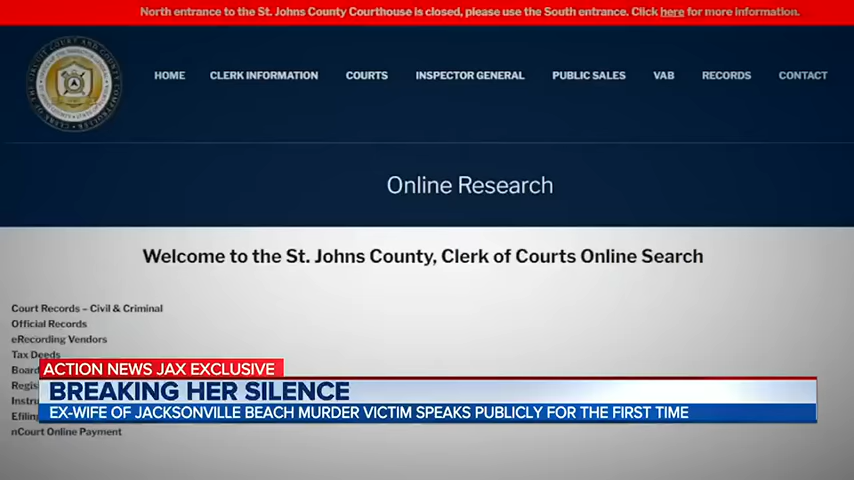 North entrance to the St. Johns County Courthouse is closed, please use the South entrance. Click here for more information.
HOME CLERK INFORMATION COURTS INSPECTOR GENERAL PUBLIC SALES VAB RECORDS CONTACT
Online Research
Welcome to the St. Johns County, Clerk of Courts Online Search
Court Records – Civil & Criminal
Official Records
eRecording Vendors
Tax Deeds
Board
ACTION NEWS JAX EXCLUSIVE
BREAKING HER SILENCE
EX-WIFE OF JACKSONVILLE BEACH MURDER VICTIM SPEAKS PUBLICLY FOR THE FIRST TIME
nCourt Online Payment